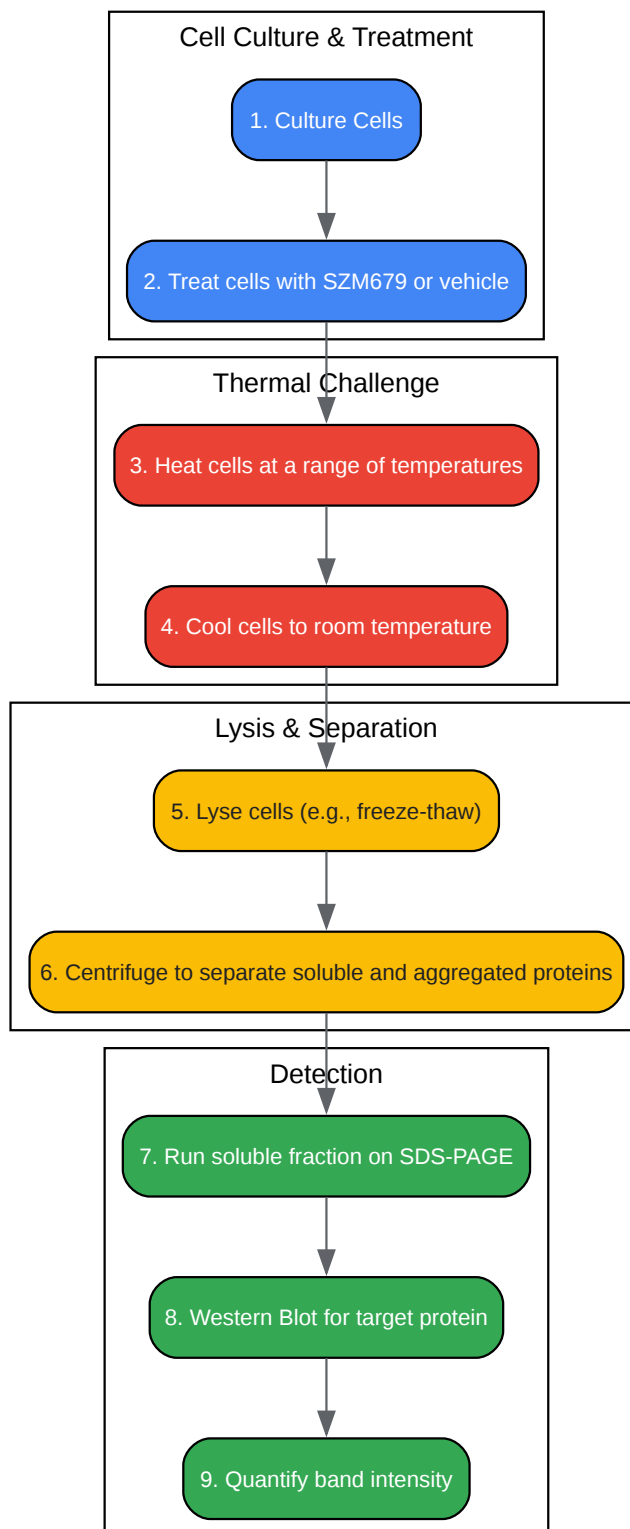 Cell Culture & Treatment
1. Culture Cells
2. Treat cells with SZM679 or vehicle
Thermal Challenge
3. Heat cells at a range of temperatures
4. Cool cells to room temperature
Lysis & Separation
5. Lyse cells (e.g., freeze-thaw)
6. Centrifuge to separate soluble and aggregated proteins
Detection
7. Run soluble fraction on SDS-PAGE
8. Western Blot for target protein
9. Quantify band intensity